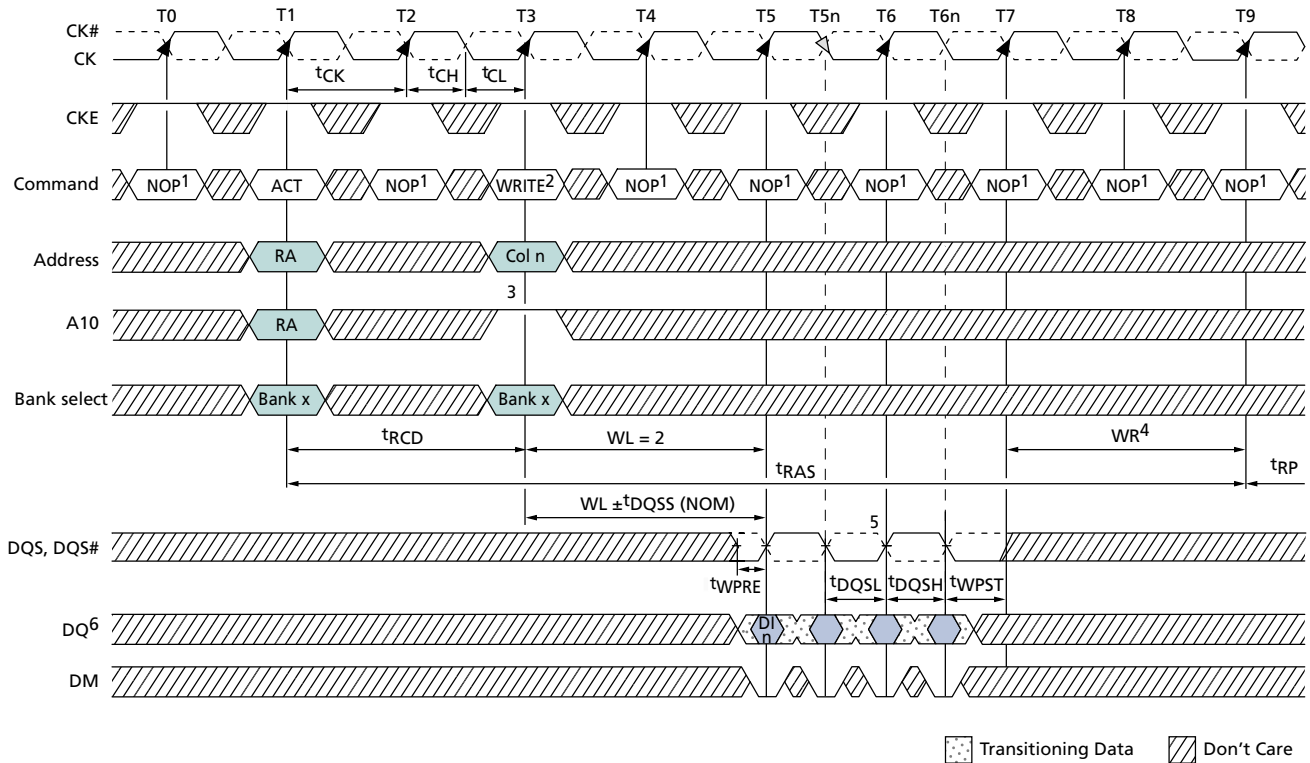 T0 T1 T2 T3 T4 T5 T5n T6 T6n T7 T8 T9
CK#
CK
tCK tCH tCL
CKE
Command NOP1 ACT NOP1 WRITE2 NOP1 NOP1 NOP1 NOP1 NOP1 NOP1
Address RA Col n
3
A10 RA
Bank select Bank x Bank x
tRCD WL = 2 WR4
tRAS tRP
WL ±tDQSS (NOM)
5
DQS, DQS#
tWPRE tDQSL tDQSH tWPST
DQ6 DI
n
DM
Transitioning Data Don't Care